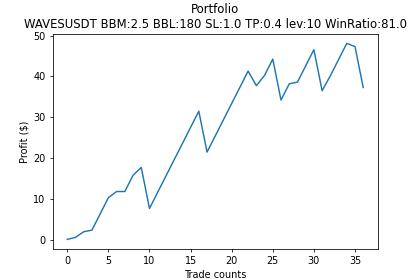 Portfolio
WAVESUSDT BBM:2.5 BBL:180 SL:1.0 TP:0.4 lev:10 WinRatio:81.0
50
40
30
20
10
0
Profit ($)
0 5 10 15 20 25 30 35
Trade counts